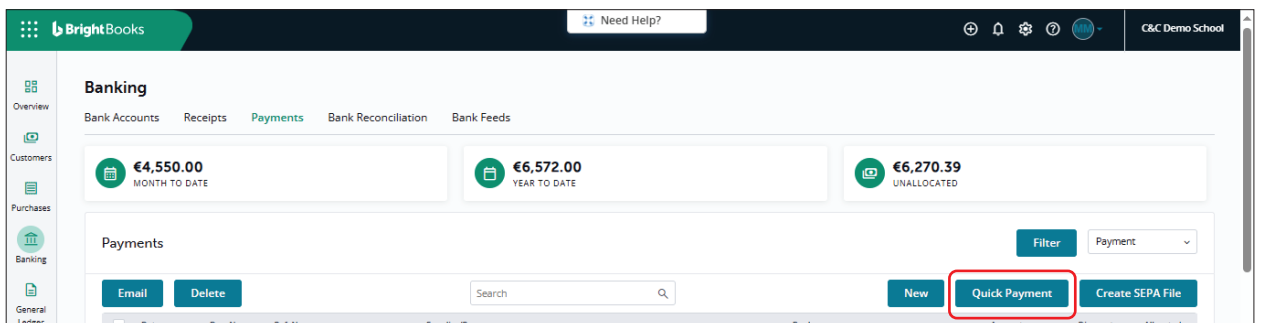 BrightBooks
Need Help?
MM
C&C Demo School
Overview
Customers
Purchases
Banking
General
Ledger
Banking
Bank Accounts Receipts Payments Bank Reconciliation Bank Feeds
€4,550.00
MONTH TO DATE
€6,572.00
YEAR TO DATE
€6,270.39
UNALLOCATED
Payments
Filter
Payment
Email
Delete
Search
New
Quick Payment
Create SEPA File